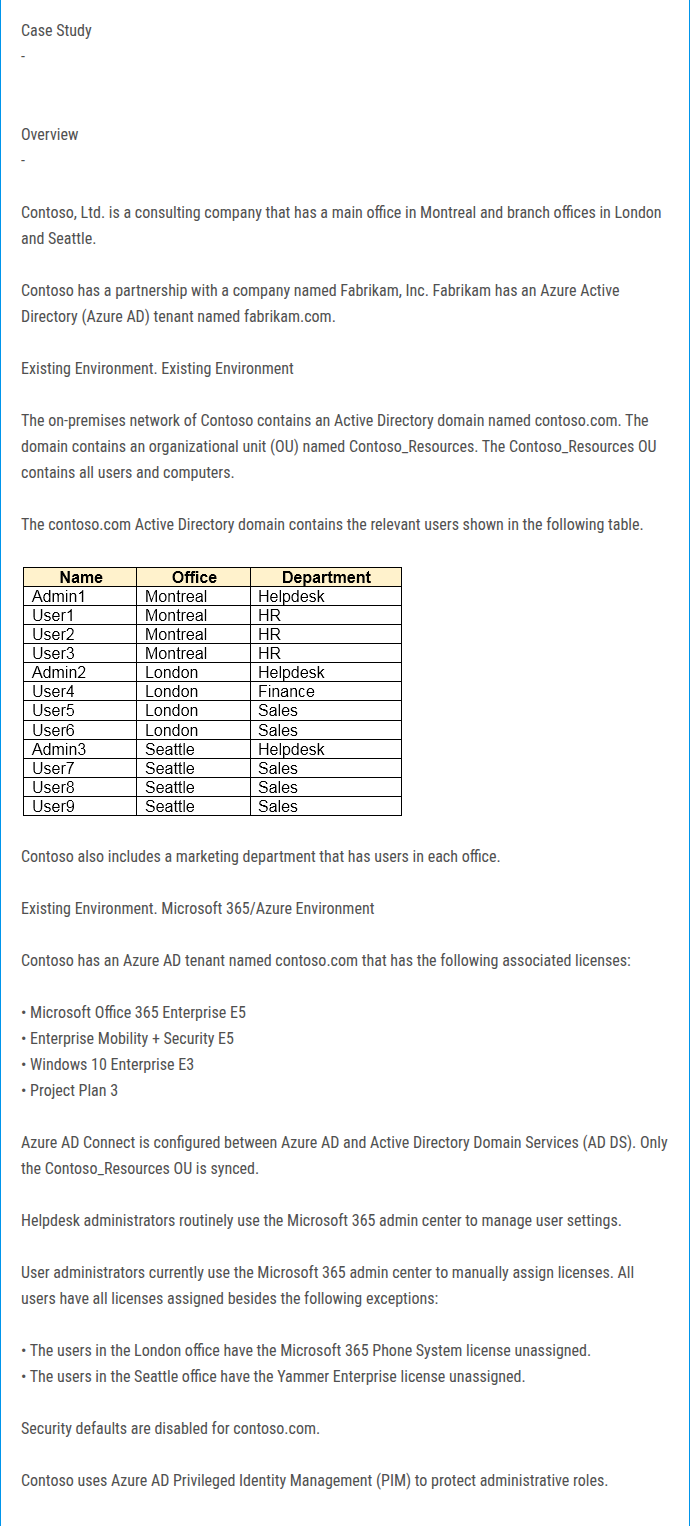 Case Study
-
Overview
-
Contoso, Ltd. is a consulting company that has a main office in Montreal and branch offices in London
and Seattle.
Contoso has a partnership with a company named Fabrikam, Inc. Fabrikam has an Azure Active
Directory (Azure AD) tenant named fabrikam.com.
Existing Environment. Existing Environment
The on-premises network of Contoso contains an Active Directory domain named contoso.com. The
domain contains an organizational unit (OU) named Contoso_Resources. The Contoso_Resources OU
contains all users and computers.
The contoso.com Active Directory domain contains the relevant users shown in the following table.
Name Office Department
Admin1 Montreal Helpdesk
User1 Montreal HR
User2 Montreal HR
User3 Montreal HR
Admin2 London Helpdesk
User4 London Finance
User5 London Sales
User6 London Sales
Admin3 Seattle Helpdesk
User7 Seattle Sales
User8 Seattle Sales
User9 Seattle Sales
Contoso also includes a marketing department that has users in each office.
Existing Environment. Microsoft 365/Azure Environment
Contoso has an Azure AD tenant named contoso.com that has the following associated licenses:
• Microsoft Office 365 Enterprise E5
• Enterprise Mobility + Security E5
• Windows 10 Enterprise E3
• Project Plan 3
Azure AD Connect is configured between Azure AD and Active Directory Domain Services (AD DS). Only
the Contoso_Resources OU is synced.
Helpdesk administrators routinely use the Microsoft 365 admin center to manage user settings.
User administrators currently use the Microsoft 365 admin center to manually assign licenses. All
users have all licenses assigned besides the following exceptions:
• The users in the London office have the Microsoft 365 Phone System license unassigned.
• The users in the Seattle office have the Yammer Enterprise license unassigned.
Security defaults are disabled for contoso.com.
Contoso uses Azure AD Privileged Identity Management (PIM) to protect administrative roles.